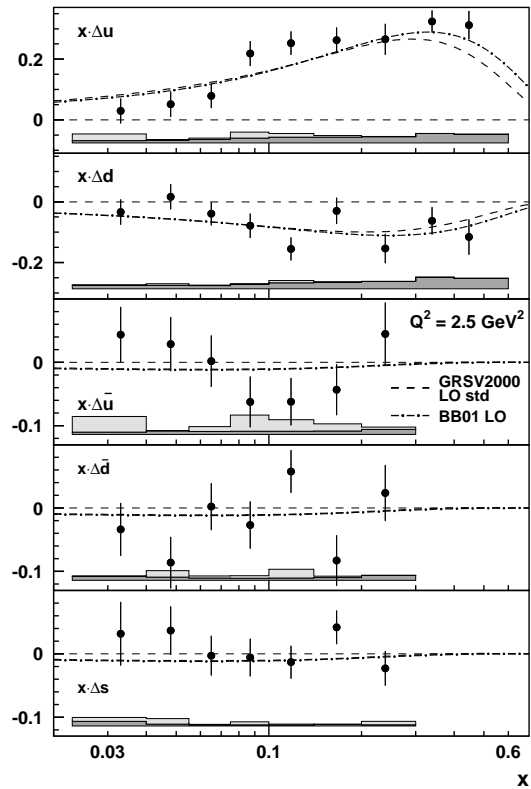 x·Δu
0.2
0
x·Δd
0
-0.2
Q² = 2.5 GeV²
0
GRSV2000
LO std
BB01 LO
x·Δū
-0.1
x·Δd̄
0
-0.1
0
x·Δs
-0.1
0.03 0.1 0.6
x